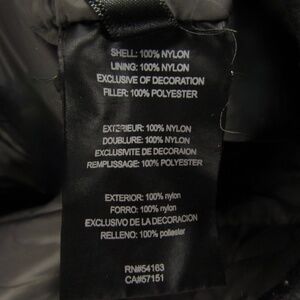 SHELL: 100% NYLON
LINING: 100% NYLON
EXCLUSIVE OF DECORATION
FILLER: 100% POLYESTER
EXTERIEUR: 100% NYLON
DOUBLURE: 100% NYLON
EXCLUSIVITE DE DECORAION
REMPLISSAGE: 100% POLYESTER
EXTERIOR: 100% nylon
FORRO: 100% nylon
EXCLUSIVO DE LA DECORACION
RELLENO: 100% poliester
RN#54163
CA#57151